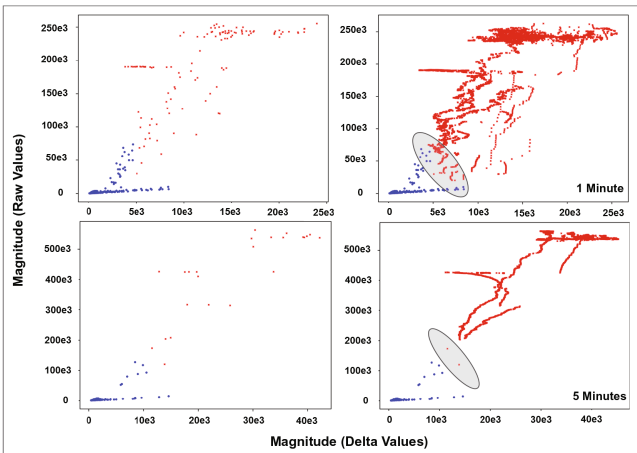 Magnitude (Raw Values)
250e3
200e3
150e3
100e3
50e3
0
0 5e3 10e3 15e3 20e3 25e3
250e3
200e3
150e3
100e3
50e3
0
1 Minute
0 5e3 10e3 15e3 20e3 25e3
500e3
400e3
300e3
200e3
100e3
0
0 10e3 20e3 30e3 40e3
500e3
400e3
300e3
200e3
100e3
0
5 Minutes
0 10e3 20e3 30e3 40e3
Magnitude (Delta Values)